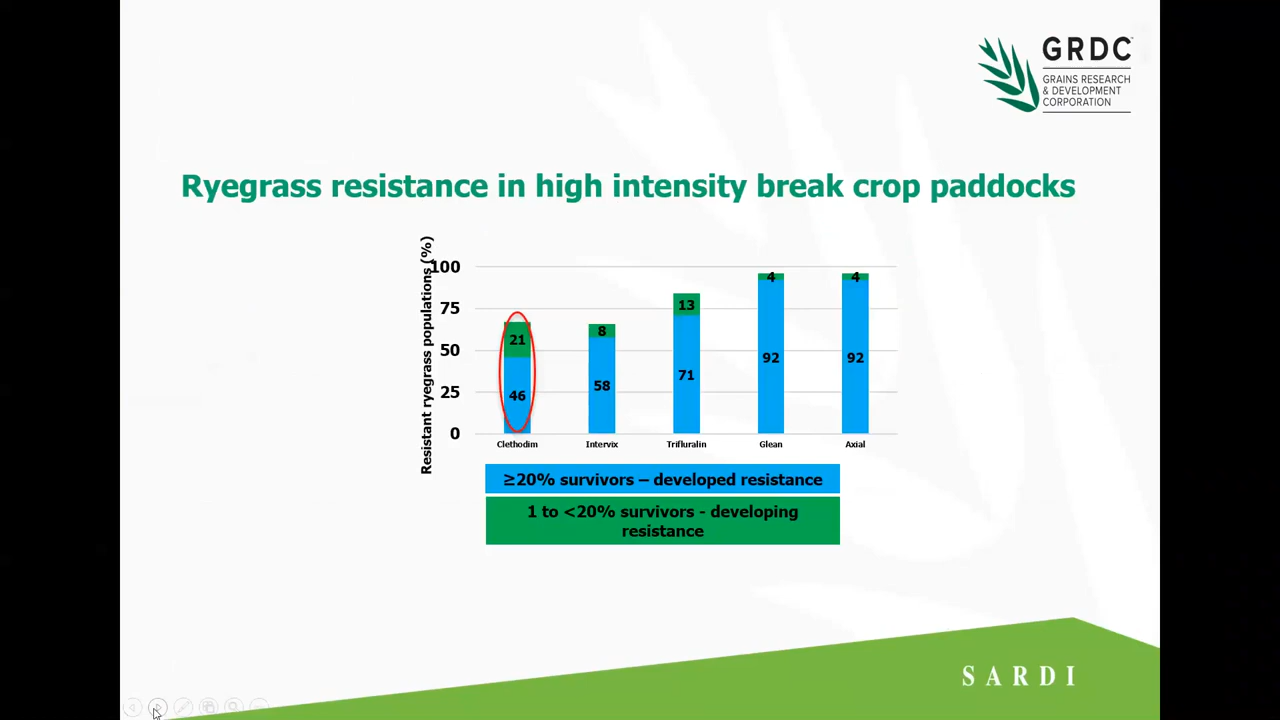 GRDC
GRAINS RESEARCH
& DEVELOPMENT
CORPORATION
Ryegrass resistance in high intensity break crop paddocks
Resistant ryegrass populations (%)
100
75
50
25
0
21
46
8
58
13
71
4
92
4
92
Clethodim
Intervix
Trifluralin
Glean
Axial
≥20% survivors – developed resistance
1 to <20% survivors - developing
resistance
SARDI